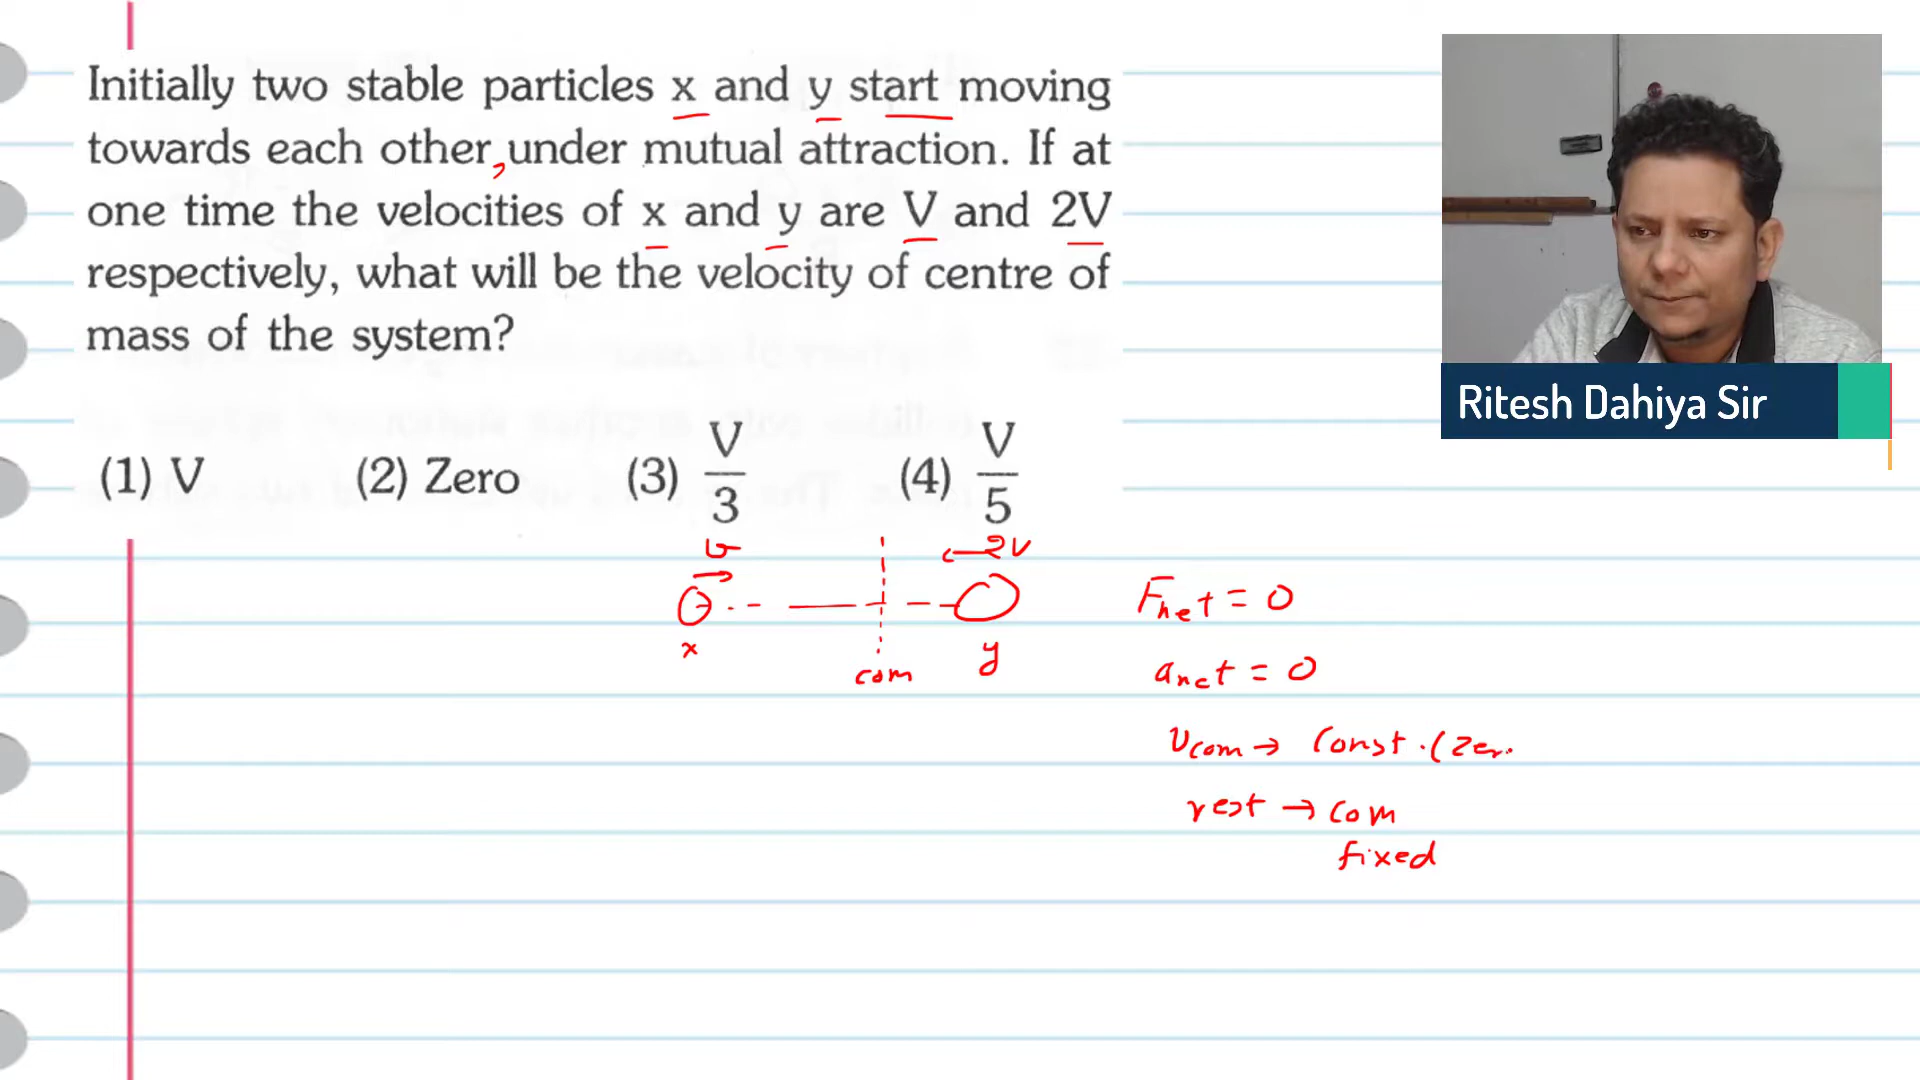 Initially two stable particles x and y start moving
towards each other, under mutual attraction. If at
one time the velocities of x and y are V and 2V
respectively, what will be the velocity of centre of
mass of the system?
(1) V (2) Zero (3) V/3 (4) V/5
Ritesh Dahiya Sir
v 2V
x com y
Fnet = 0
anet = 0
vcom → Const. (Zero
rest → com
fixed